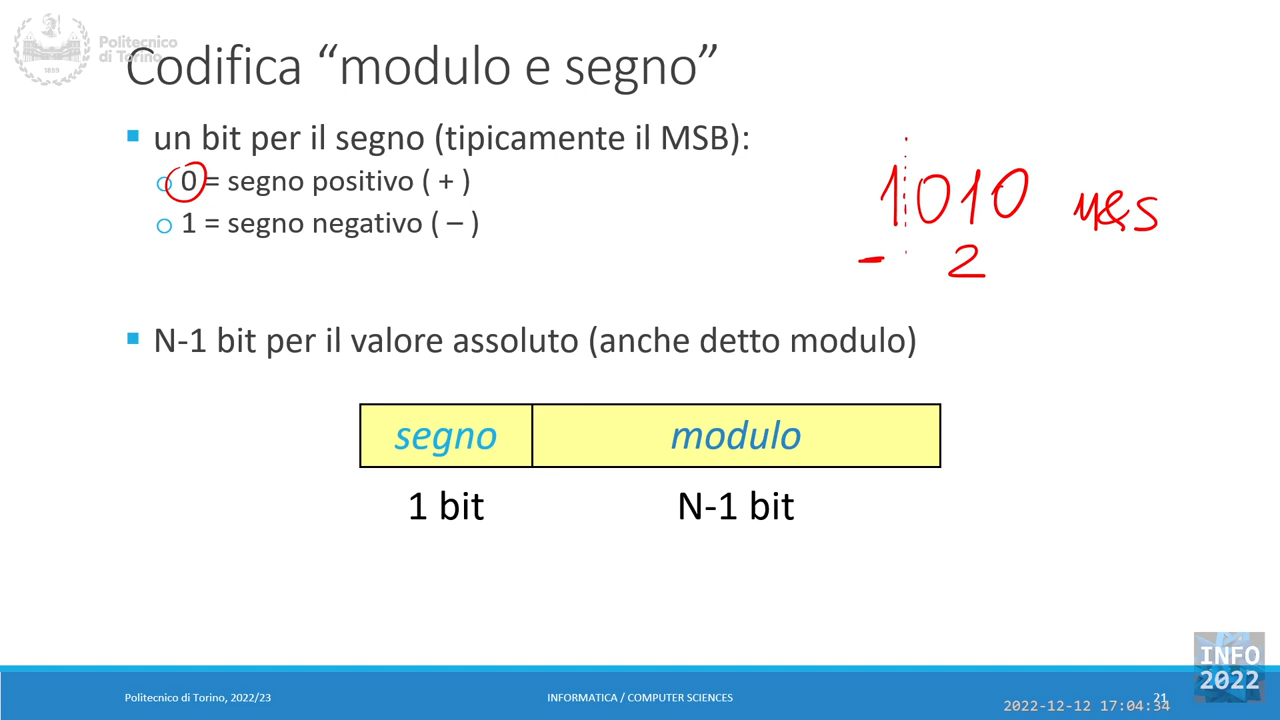 Politecnico
di Torino
1859
Codifica “modulo e segno”
un bit per il segno (tipicamente il MSB):
0 = segno positivo ( + )
1 = segno negativo ( – )
1010 M&S
- 2
N-1 bit per il valore assoluto (anche detto modulo)
segno modulo
1 bit N-1 bit
INFO
2022
Politecnico di Torino, 2022/23 INFORMATICA / COMPUTER SCIENCES 21
2022-12-12 17:04:34